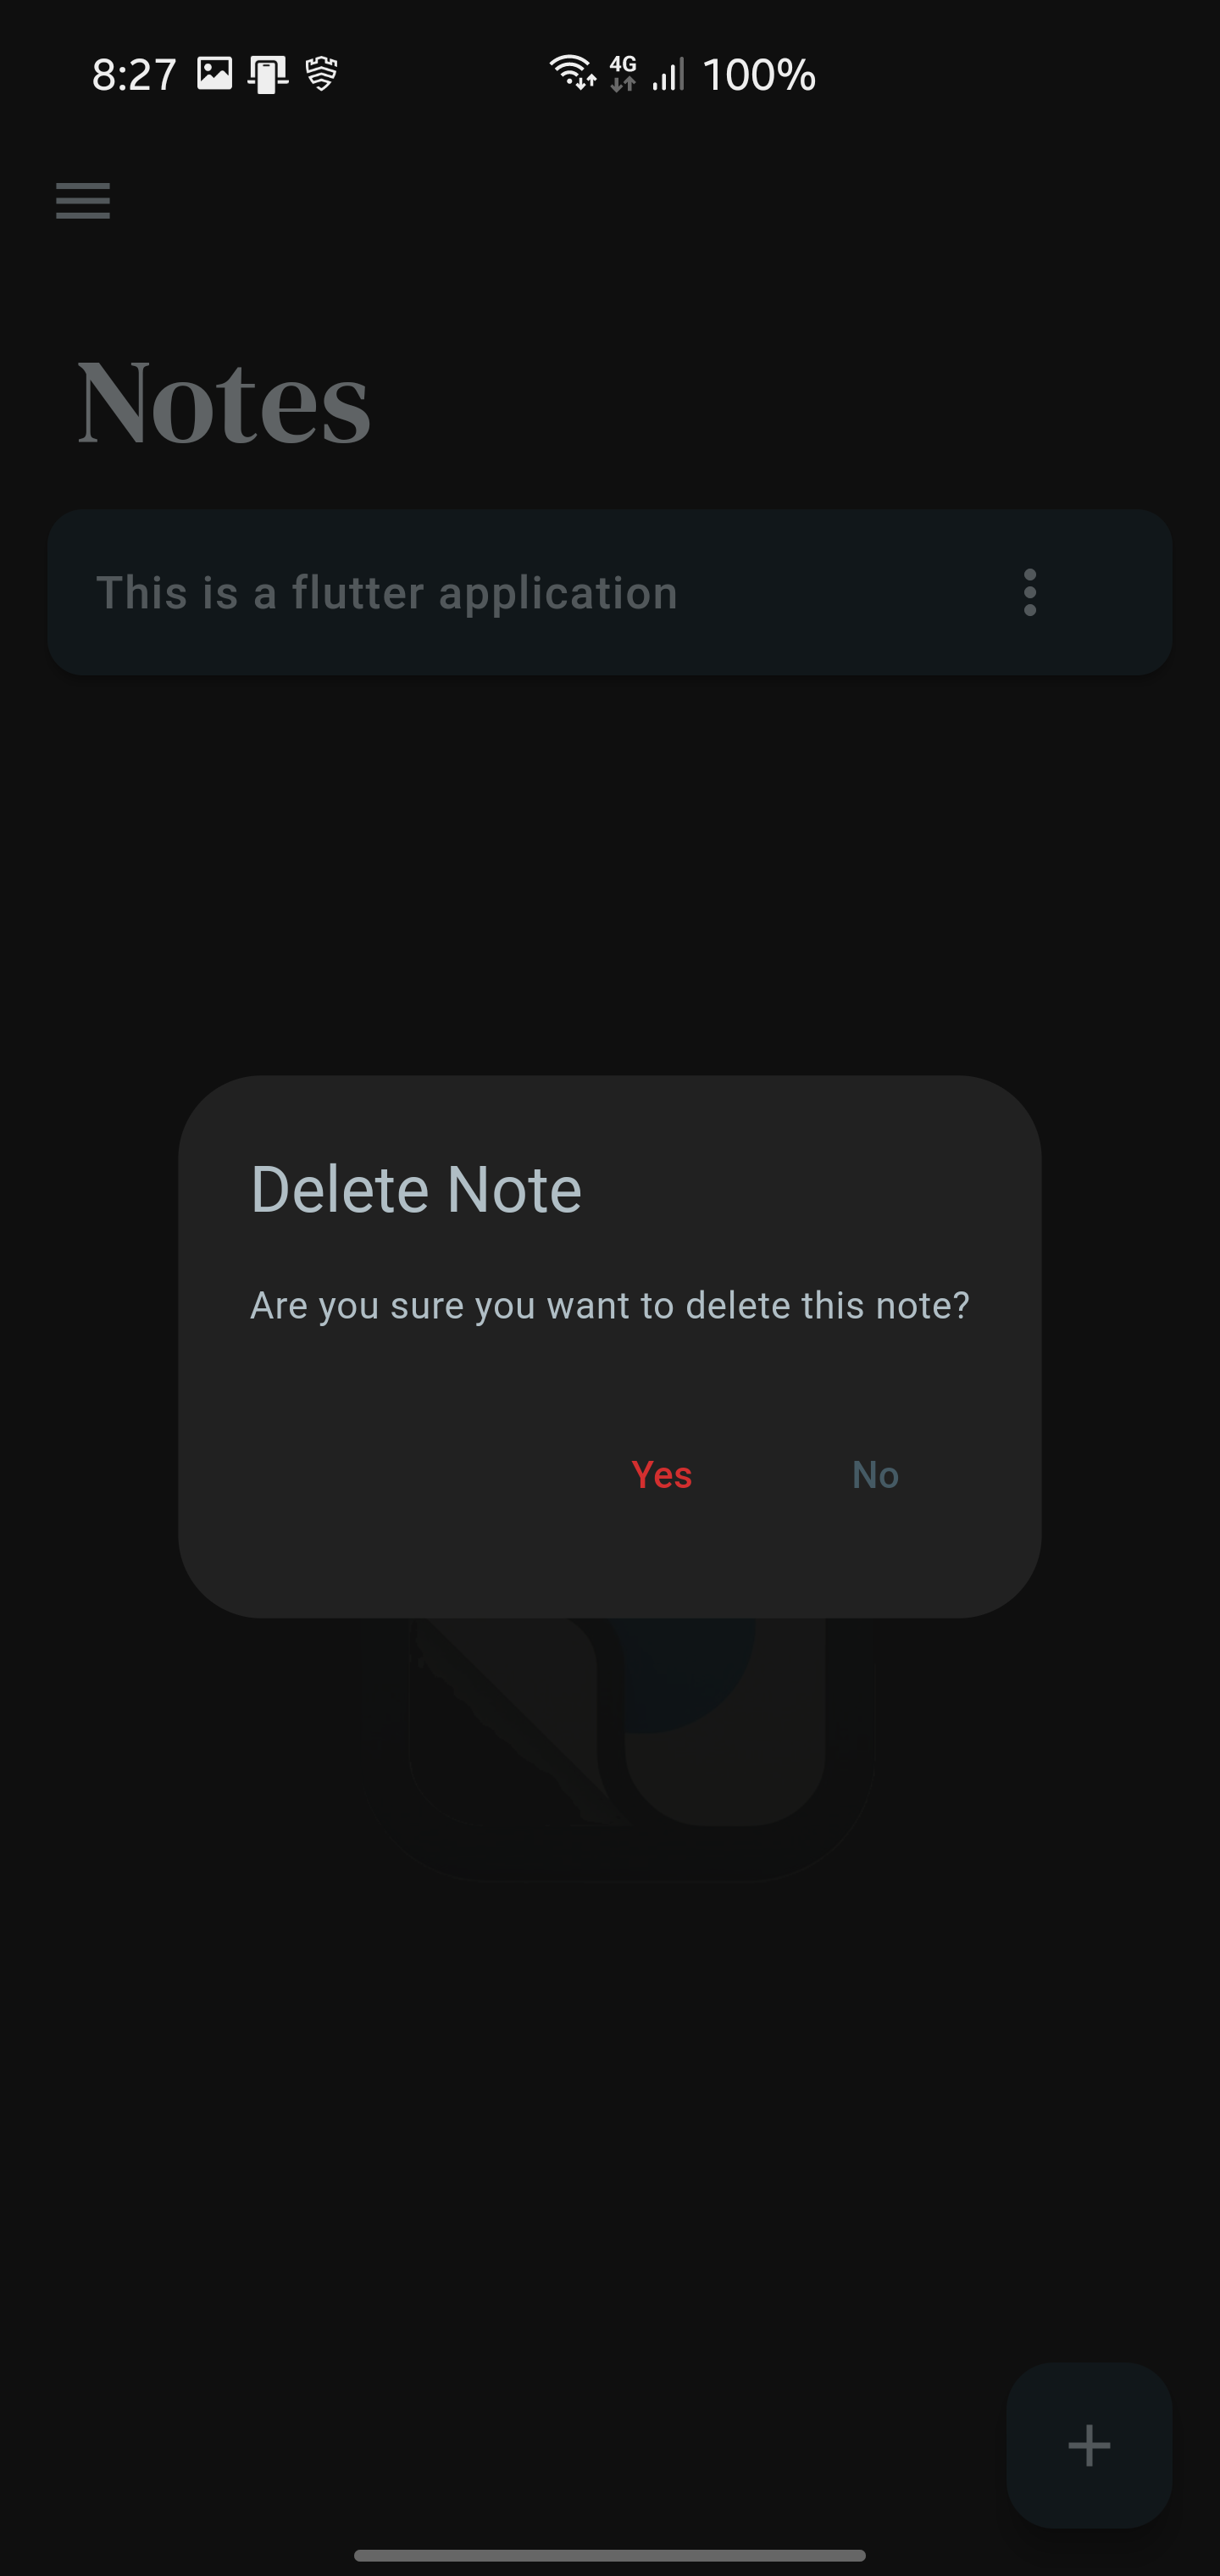 8:27 4G 100%
Notes
This is a flutter application
Delete Note
Are you sure you want to delete this note?
Yes No